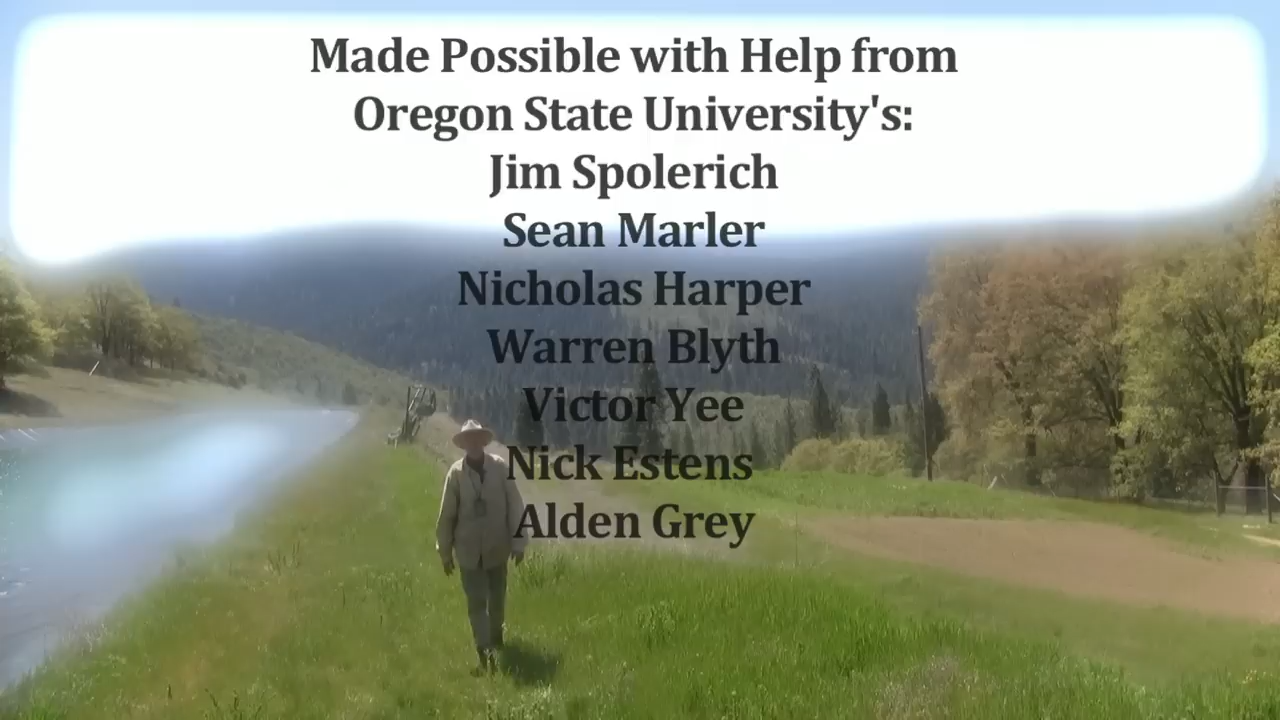 Made Possible with Help from
Oregon State University's:
Jim Spolerich
Sean Marler
Nicholas Harper
Warren Blyth
Victor Yee
Nick Estens
Alden Grey